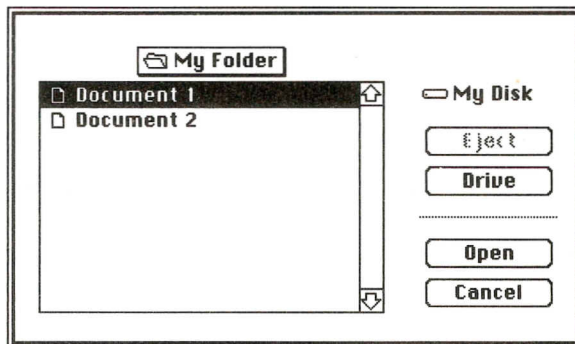 My Folder
Document 1
Document 2
My Disk
Eject
Drive
Open
Cancel